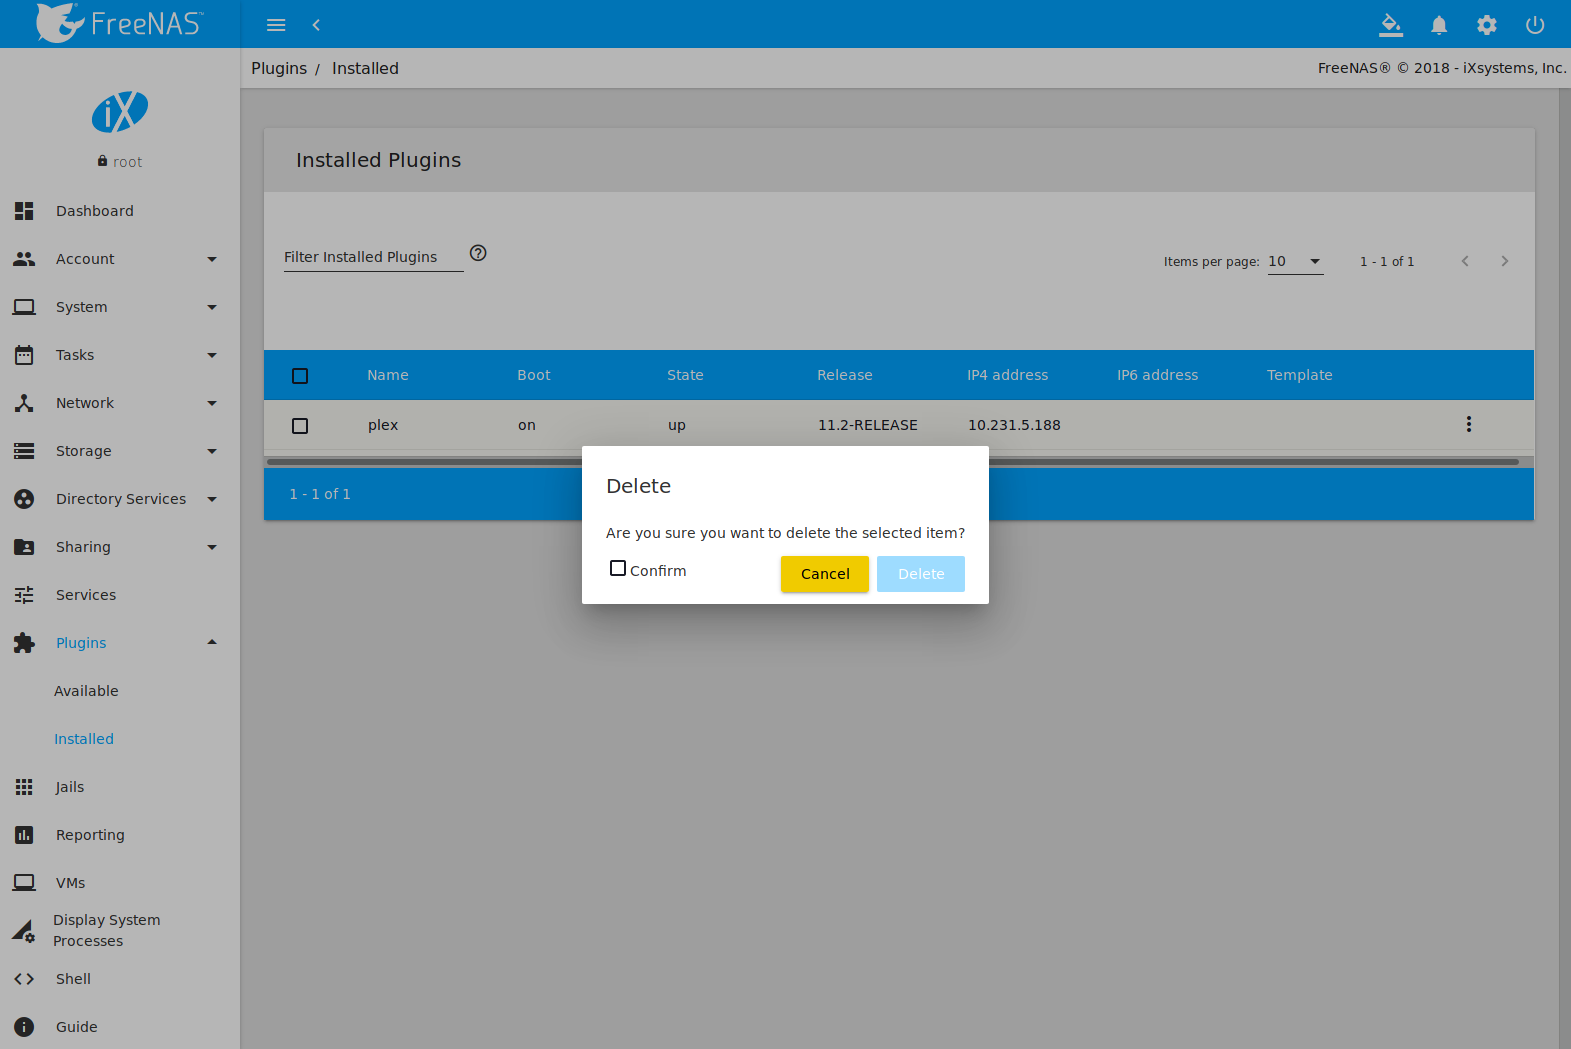 FreeNAS™
Plugins / Installed
FreeNAS® © 2018 - iXsystems, Inc.
iX
root
Dashboard
Account
System
Tasks
Network
Storage
Directory Services
Sharing
Services
Plugins
Available
Installed
Jails
Reporting
VMs
Display System
Processes
Shell
Guide
Installed Plugins
Filter Installed Plugins
Items per page: 10 1 - 1 of 1
Name Boot State Release IP4 address IP6 address Template
plex on up 11.2-RELEASE 10.231.5.188
1 - 1 of 1
Delete
Are you sure you want to delete the selected item?
Confirm Cancel Delete